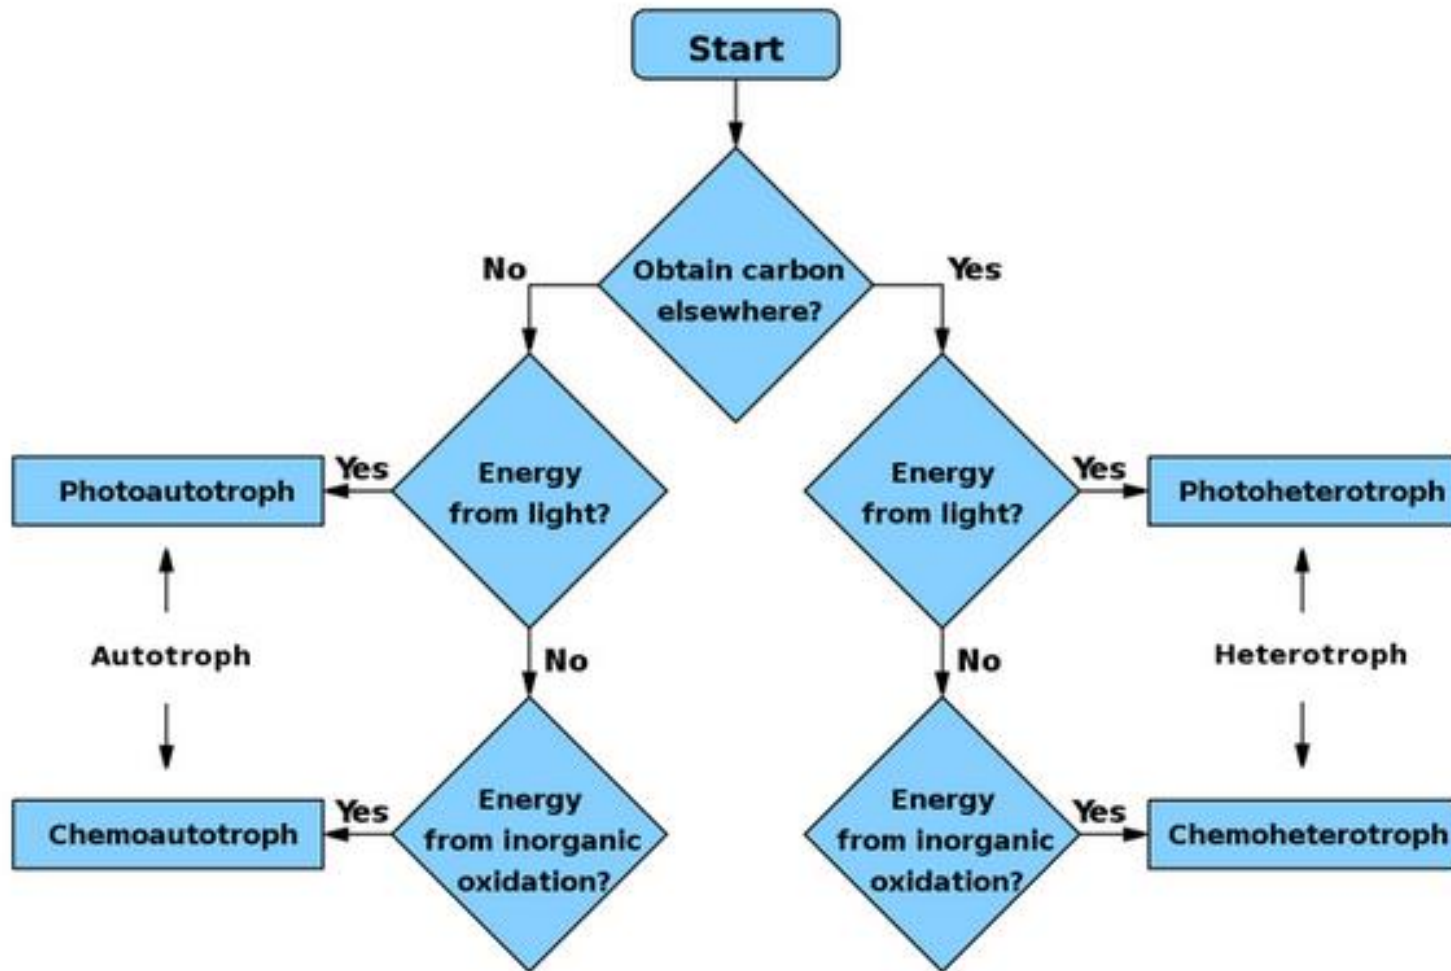 Start
Obtain carbon
elsewhere?
No
Yes
Energy
from light?
Yes
Photoautotroph
Energy
from light?
Yes
Photoheterotroph
Autotroph
No
No
Heterotroph
Energy
from inorganic
oxidation?
Yes
Chemoautotroph
Energy
from inorganic
oxidation?
Yes
Chemoheterotroph